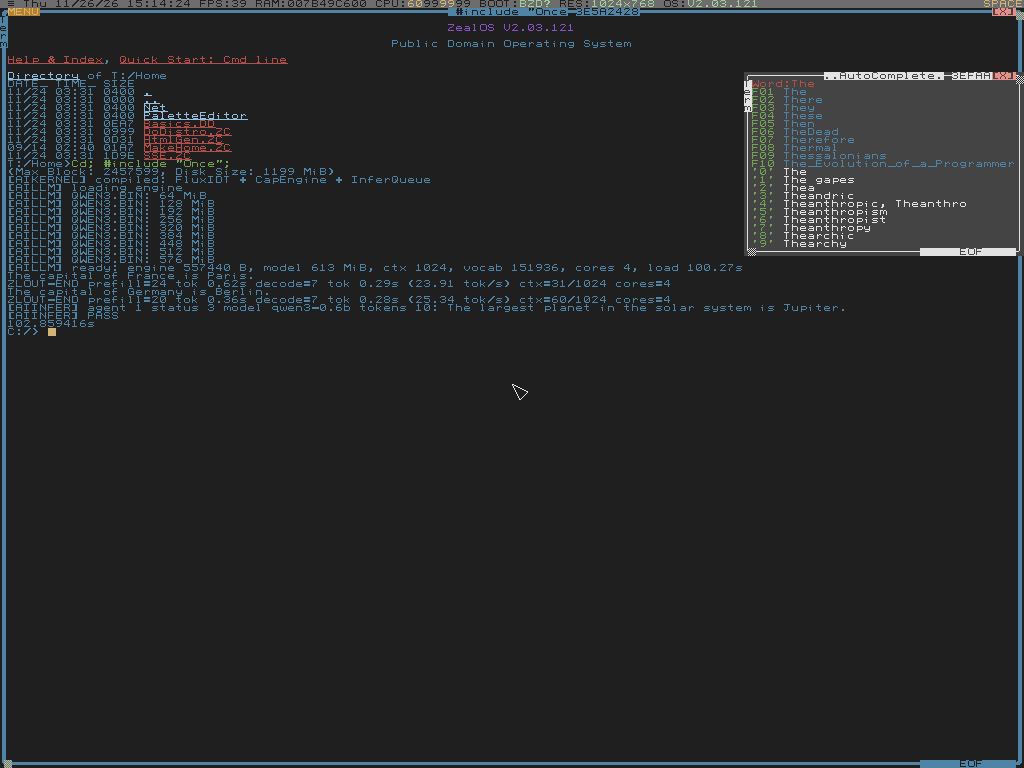 ≡ Thu 11/26/26 15:14:24 FPS:39 RAM:007B49C600 CPU:60999999 BOOT:BZD? RES:1024x768 OS:V2.03.121 SPACE
MENU #include "Once 3E5A2428 [X]
Term
ZealOS V2.03.121
Public Domain Operating System
Help & Index, Quick Start: Cmd line
Directory of T:/Home
DATE_ TIME_ SIZE
11/24 03:31 0400 .
11/24 03:31 0000 ..
11/24 03:31 0400 Net
11/24 03:31 0400 PaletteEditor
11/24 03:31 0EA7 Basics.DD
11/24 03:31 0999 DoDistro.ZC
11/24 03:31 0D31 HtmlGen.ZC
09/14 02:40 01A7 MakeHome.ZC
11/24 03:31 1D9E SSE.ZC
T:/Home>Cd; #include "Once";
(Max Block: 2457599, Disk Size: 1199 MiB)
[AIKERNEL] compiled: FluxIDT + CapEngine + InferQueue
[AILLM] loading engine
[AILLM] QWEN3.BIN: 64 MiB
[AILLM] QWEN3.BIN: 128 MiB
[AILLM] QWEN3.BIN: 192 MiB
[AILLM] QWEN3.BIN: 256 MiB
[AILLM] QWEN3.BIN: 320 MiB
[AILLM] QWEN3.BIN: 384 MiB
[AILLM] QWEN3.BIN: 448 MiB
[AILLM] QWEN3.BIN: 512 MiB
[AILLM] QWEN3.BIN: 576 MiB
[AILLM] ready: engine 557440 B, model 613 MiB, ctx 1024, vocab 151936, cores 4, load 100.27s
The capital of France is Paris.
ZLOUT-END prefill=24 tok 0.62s decode=7 tok 0.29s (23.91 tok/s) ctx=31/1024 cores=4
The capital of Germany is Berlin.
ZLOUT-END prefill=20 tok 0.36s decode=7 tok 0.28s (25.34 tok/s) ctx=60/1024 cores=4
[AIINFER] agent 1 status 3 model qwen3-0.6b tokens 10: The largest planet in the solar system is Jupiter.
[AIINFER] PASS
102.859416s
C:/>
..AutoComplete. 3EFAA [X]
Word:The
F01 The
F02 There
F03 They
F04 These
F05 Then
F06 TheDead
F07 Therefore
F08 Thermal
F09 Thessalonians
F10 The_Evolution_of_a_Programmer
'0' The
'1' The gapes
'2' Thea
'3' Theandric
'4' Theanthropic, Theanthro
'5' Theanthropism
'6' Theanthropist
'7' Theanthropy
'8' Thearchic
'9' Thearchy
EOF
EOF